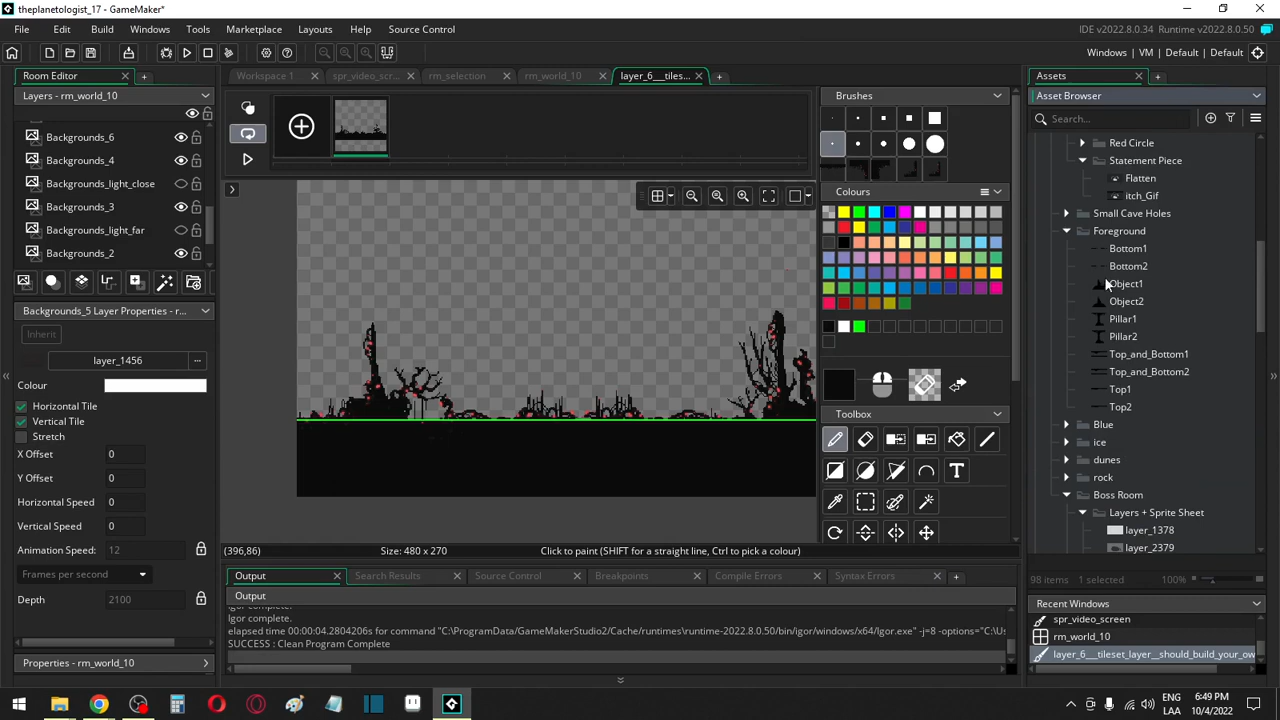 theplanetologist_17 - GameMaker*
File Edit Build Windows Tools Marketplace Layouts Help Source Control
IDE v2022.8.0.34 Runtime v2022.8.0.50
Windows | VM | Default | Default
Room Editor
Workspace 1 spr_video_scr... rm_selection rm_world_10 layer_6___tiles...
Assets
Layers - rm_world_10
Backgrounds_6
Backgrounds_4
Backgrounds_light_close
Backgrounds_3
Backgrounds_light_far
Backgrounds_2
Backgrounds_5 Layer Properties - r
Inherit
layer_1456
...
Colour
Horizontal Tile
Vertical Tile
Stretch
X Offset 0
Y Offset 0
Horizontal Speed 0
Vertical Speed 0
Animation Speed: 12
Frames per second
Depth 2100
Properties - rm_world_10
Brushes
Colours
Toolbox
T
(396,86) Size: 480 x 270 Click to paint (SHIFT for a straight line, Ctrl to pick a colour)
Output Search Results Source Control Breakpoints Compile Errors Syntax Errors
Output
Igor complete.
Igor complete.
elapsed time 00:00:04.2804206s for command "C:\ProgramData/GameMakerStudio2/Cache/runtimes\runtime-2022.8.0.50/bin/igor/windows/x64/Igor.exe" -j=8 -options="C:\Us
SUCCESS : Clean Program Complete
Asset Browser
Search...
Red Circle
Statement Piece
Flatten
itch_Gif
Small Cave Holes
Foreground
Bottom1
Bottom2
Object1
Object2
Pillar1
Pillar2
Top_and_Bottom1
Top_and_Bottom2
Top1
Top2
Blue
ice
dunes
rock
Boss Room
Layers + Sprite Sheet
layer_1378
layer_2379
98 items 1 selected 100%
Recent Windows
spr_video_screen
rm_world_10
layer_6___tileset_layer__should_build_your_ow
ENG
LAA
6:49 PM
10/4/2022